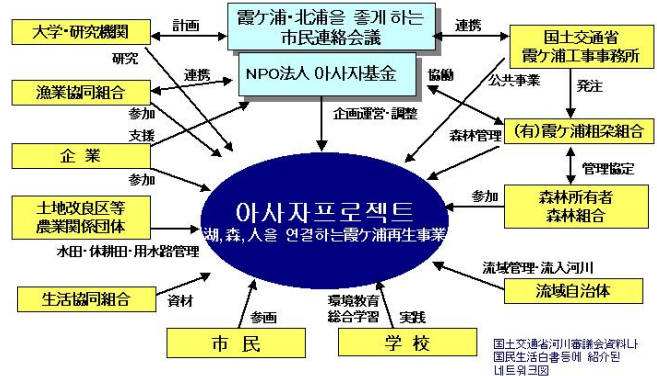 大学・研究機関
計画
霞ケ浦・北浦을 좋게 하는
市民連絡会議
連携
国土交通省
霞ケ浦工事事務所
研究
NPO法人 아사자基金
連携
協働
公共事業
発注
漁業協同組合
参加
支援
企画運営・調整
森林管理
(有)霞ケ浦粗朶組合
企 業
参加
管理協定
아사자프로젝트
湖, 森, 人을 연결하는霞ケ浦再生事業
参加
森林所有者
森林組合
土地改良区等
農業関係団体
水田・休耕田・用水路管理
流域管理・流入河川
流域自治体
生活協同組合
資材
参画
環境教育
総合学習
実践
市 民
学 校
国土交通省河川審議会資料나
国民生活白書등에 紹介된
네트워크図